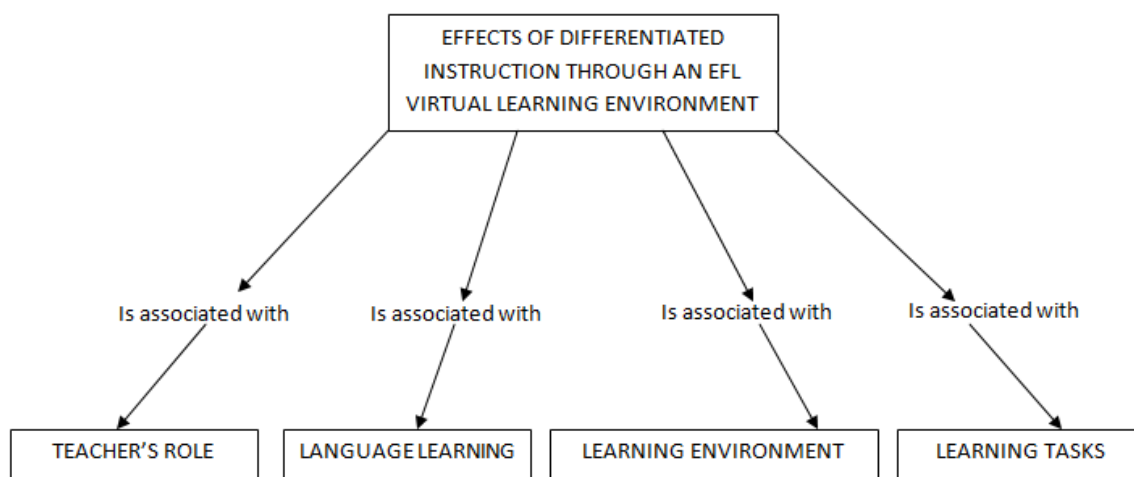 EFFECTS OF DIFFERENTIATED
INSTRUCTION THROUGH AN EFL
VIRTUAL LEARNING ENVIRONMENT
Is associated with
Is associated with
Is associated with
Is associated with
TEACHER'S ROLE
LANGUAGE LEARNING
LEARNING ENVIRONMENT
LEARNING TASKS